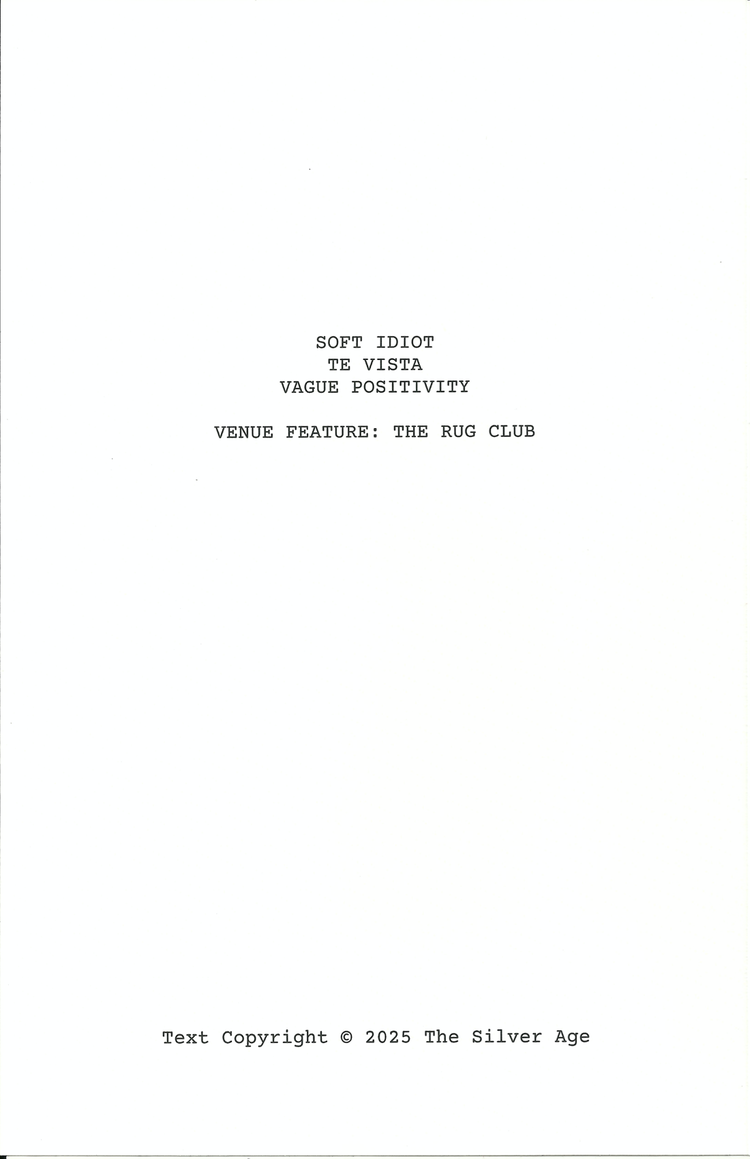 SOFT IDIOT
TE VISTA
VAGUE POSITIVITY
VENUE FEATURE: THE RUG CLUB
Text Copyright © 2025 The Silver Age